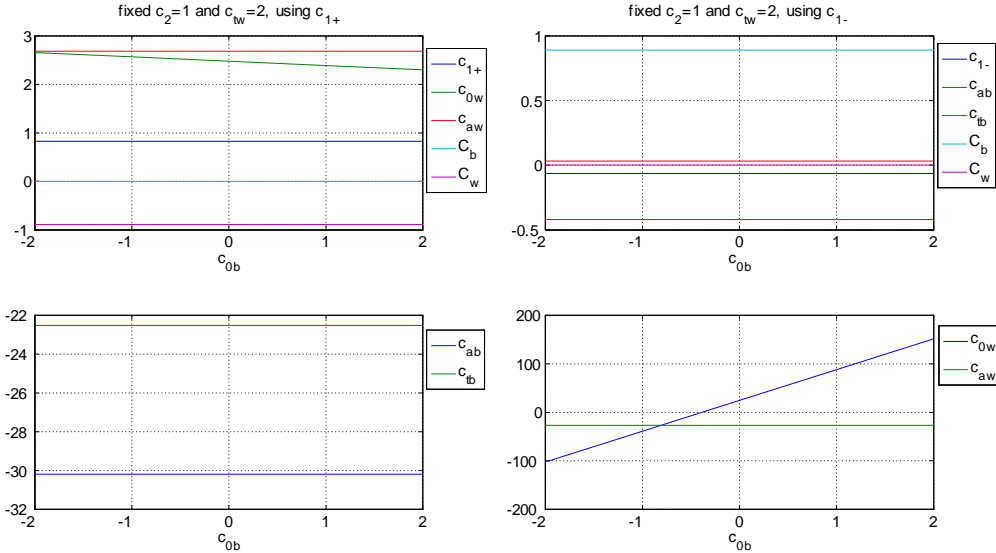 fixed c2=1 and ctw=2, using c1+
3
2
1
0
-1
-2
-1
0
1
2
c0b
c1+
c0w
caw
Cb
Cw
fixed c2=1 and ctw=2, using c1-
1
0.5
0
-0.5
-2
-1
0
1
2
c0b
c1-
cab
ctb
Cb
Cw
-22
-24
-26
-28
-30
-32
-2
-1
0
1
2
c0b
cab
ctb
200
100
0
-100
-200
-2
-1
0
1
2
c0b
c0w
caw